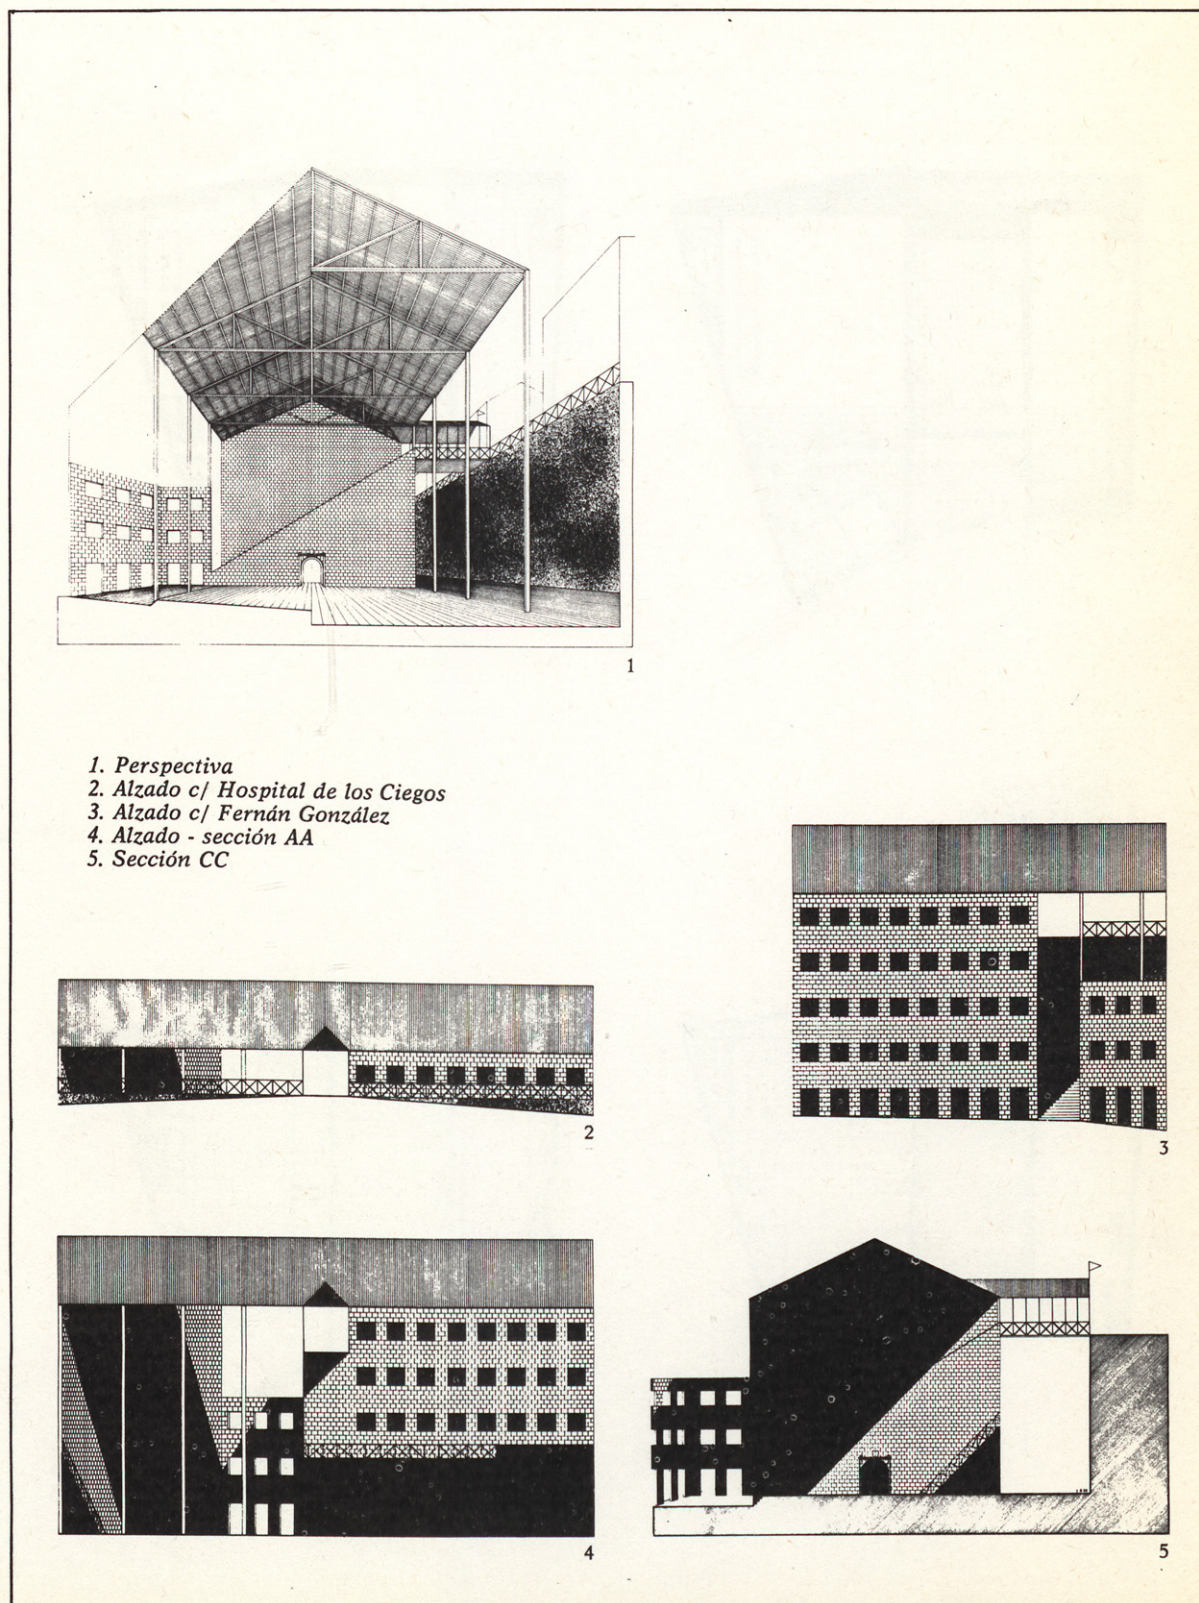 1
1. Perspectiva
2. Alzado c/ Hospital de los Ciegos
3. Alzado c/ Fernán González
4. Alzado - sección AA
5. Sección CC
2
3
4
5